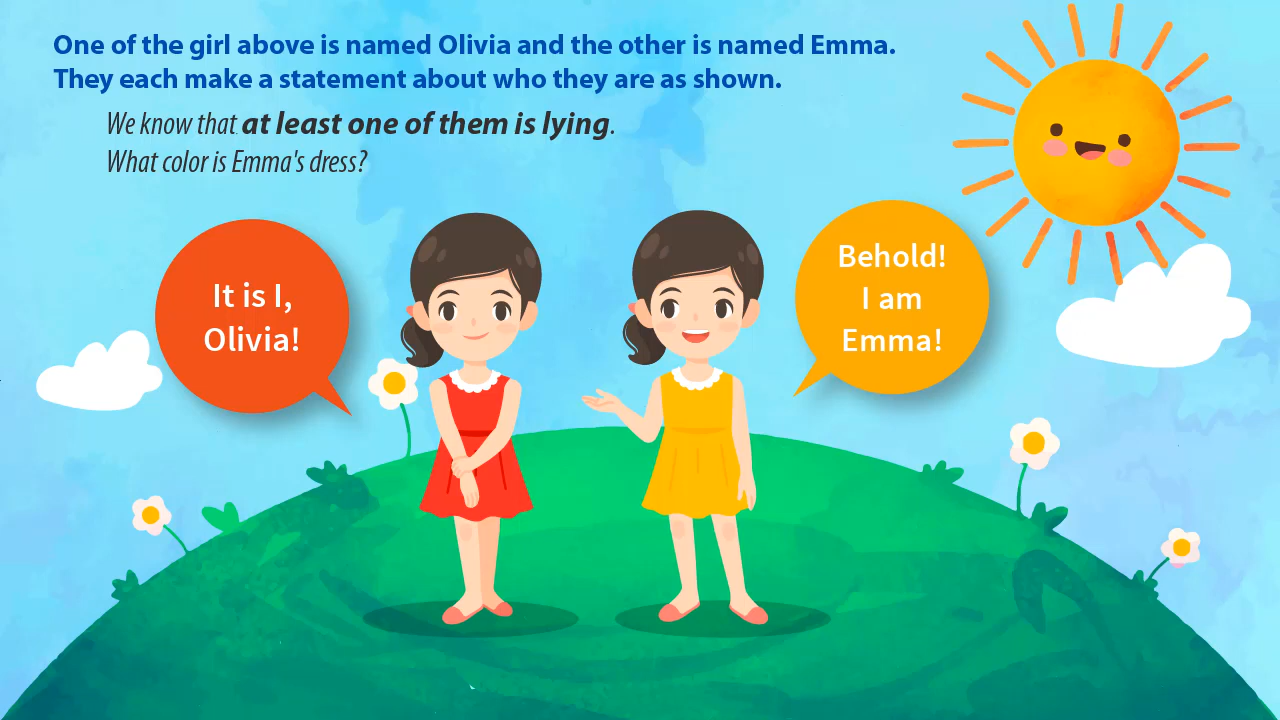 One of the girl above is named Olivia and the other is named Emma.
They each make a statement about who they are as shown.
We know that at least one of them is lying.
What color is Emma's dress?
It is I,
Olivia!
Behold!
I am
Emma!